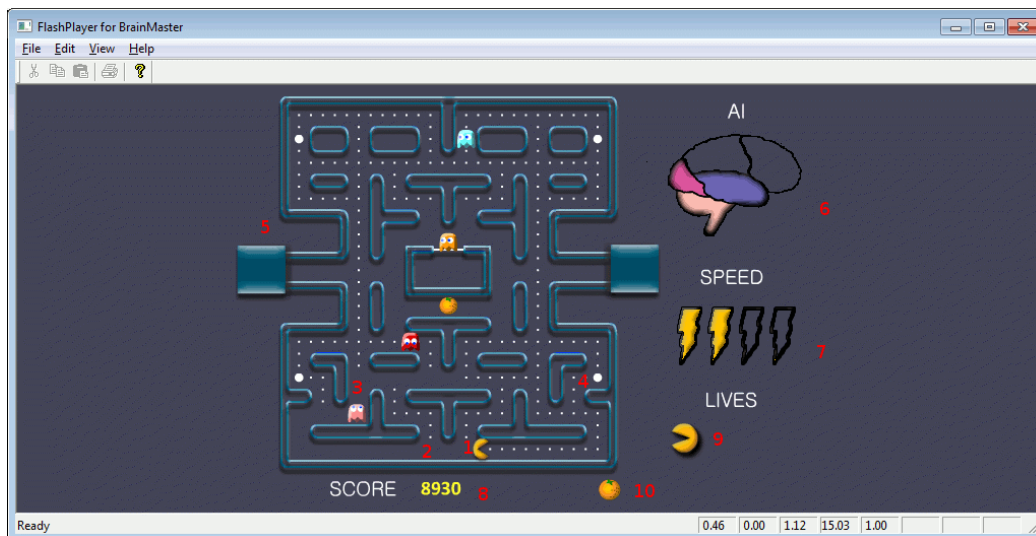 FlashPlayer for BrainMaster
File Edit View Help
AI
5
6
SPEED
7
3
4
LIVES
9
1
2
SCORE 8930 8
10
Ready 0.46 0.00 1.12 15.03 1.00